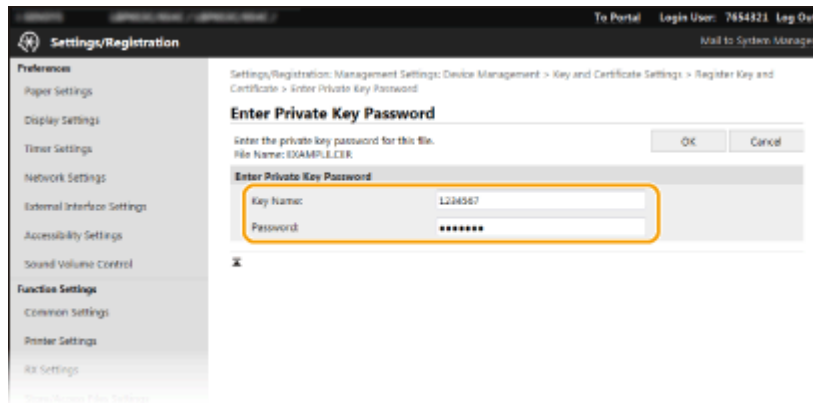 To Portal Login User: 7654321 Log Ou
Settings/Registration
Mail to System Manage
Preferences
Paper Settings
Display Settings
Timer Settings
Network Settings
External Interface Settings
Accessibility Settings
Sound Volume Control
Function Settings
Common Settings
Printer Settings
RX Settings
Settings/Registration: Management Settings: Device Management > Key and Certificate Settings > Register Key and
Certificate > Enter Private Key Password
Enter Private Key Password
Enter the private key password for this file.
File Name: EXAMPLE.CER
OK
Cancel
Enter Private Key Password
Key Name: 1234567
Password: •••••••